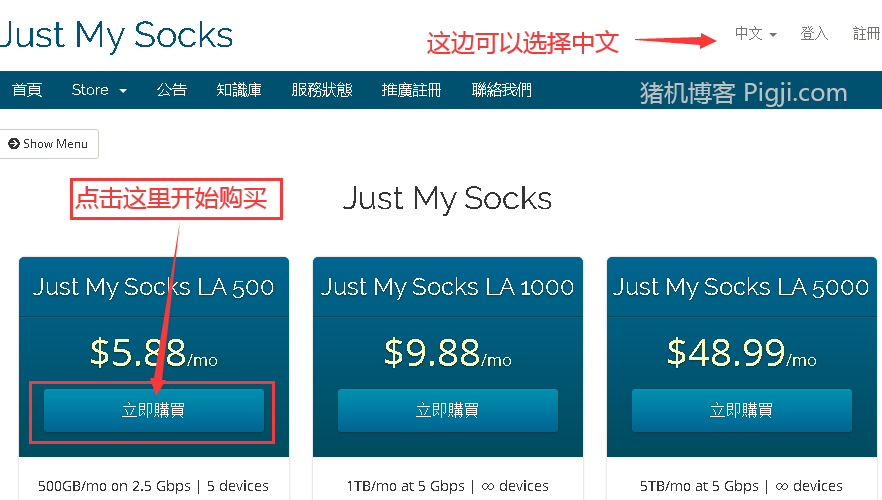 Just My Socks
这边可以选择中文
中文
登入
註冊
首頁
Store
公告
知識庫
服務狀態
推廣註冊
聯絡我們
猪机博客 Pigji.com
Show Menu
点击这里开始购买
Just My Socks
Just My Socks LA 500
$5.88/mo
立即購買
500GB/mo on 2.5 Gbps | 5 devices
Just My Socks LA 1000
$9.88/mo
立即購買
1TB/mo at 5 Gbps | ∞ devices
Just My Socks LA 5000
$48.99/mo
立即購買
5TB/mo at 5 Gbps | ∞ devices